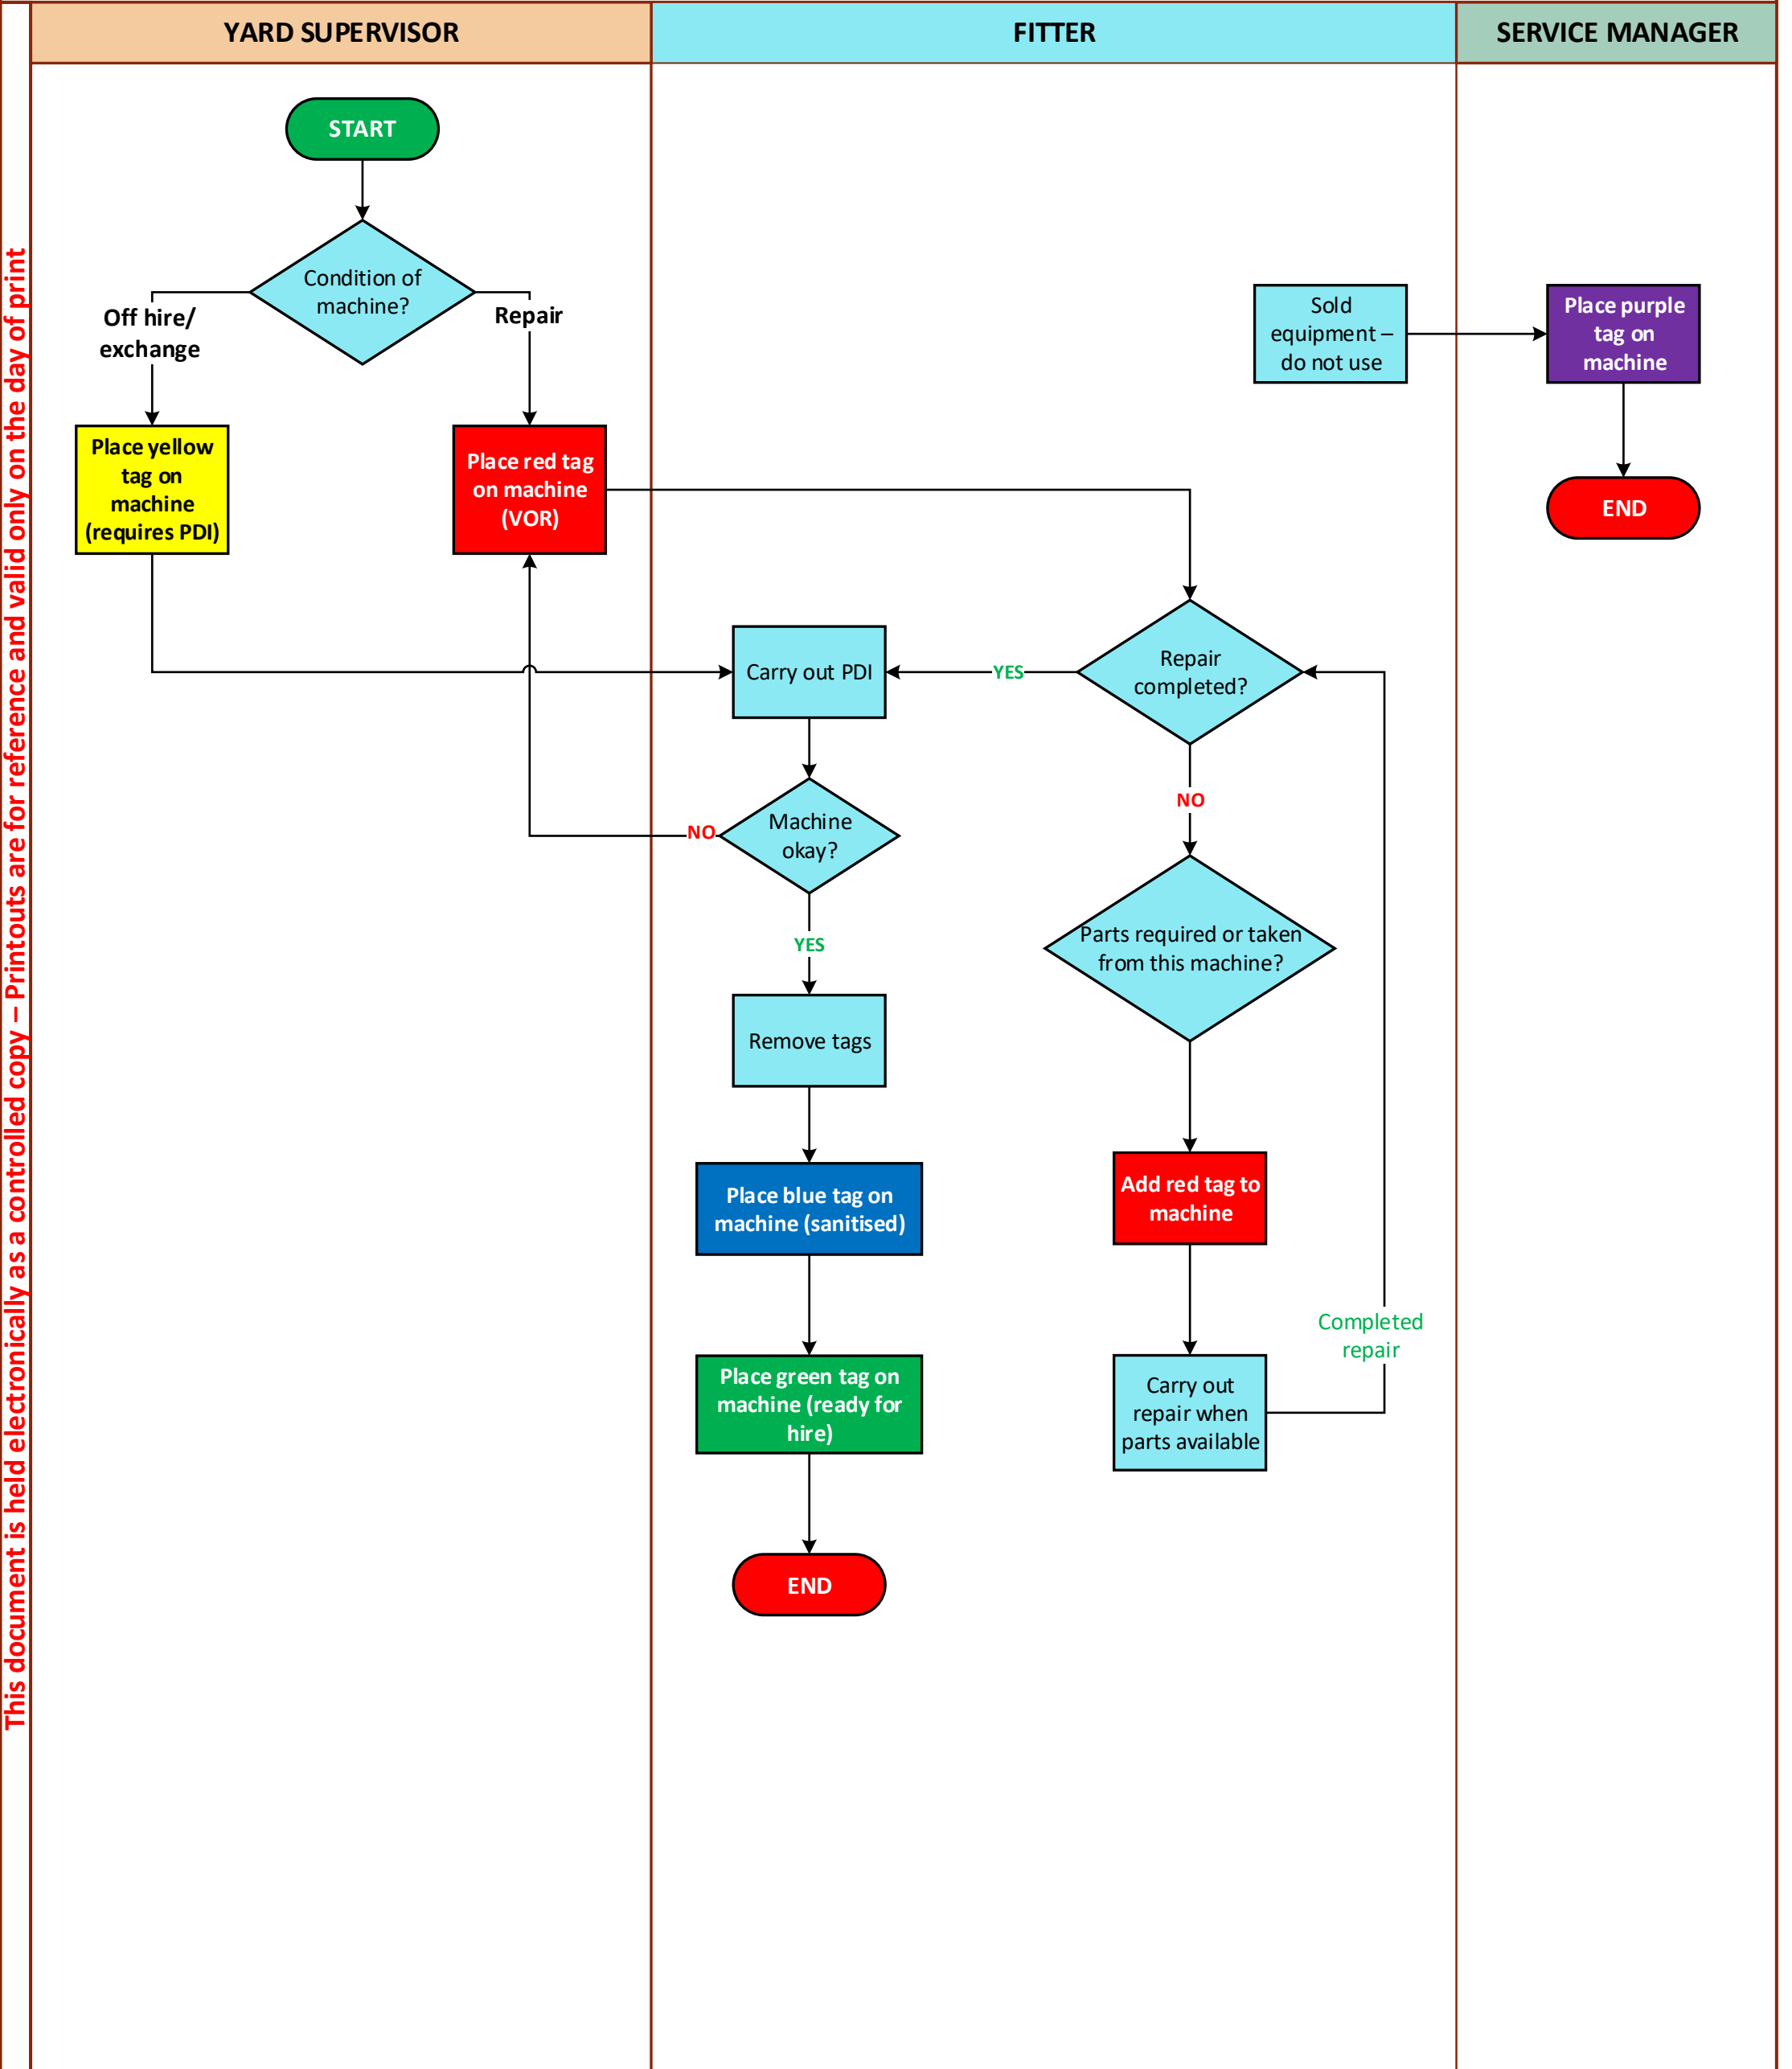 YARD SUPERVISOR
FITTER
SERVICE MANAGER
This document is held electronically as a controlled copy – Printouts are for reference and valid only on the day of print
START
Condition of
machine?
Off hire/
exchange
Repair
Sold
equipment –
do not use
Place purple
tag on
machine
END
Place yellow
tag on
machine
(requires PDI)
Place red tag
on machine
(VOR)
Carry out PDI
YES
Repair
completed?
NO
Machine
okay?
NO
YES
Parts required or taken
from this machine?
Remove tags
Place blue tag on
machine (sanitised)
Add red tag to
machine
Completed
repair
Place green tag on
machine (ready for
hire)
Carry out
repair when
parts available
END